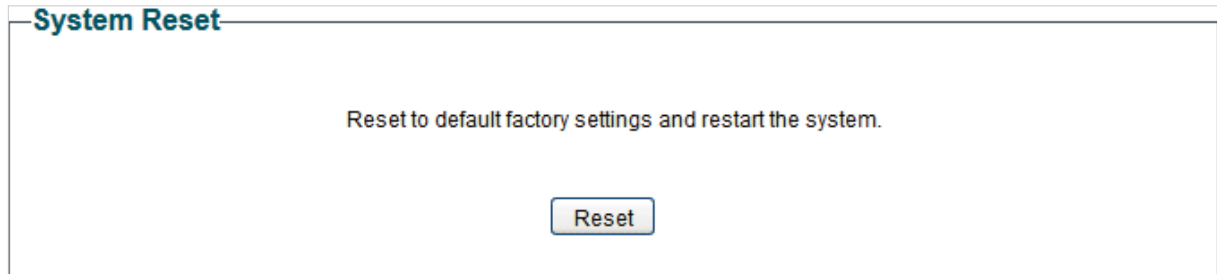 System Reset
Reset to default factory settings and restart the system.
Reset